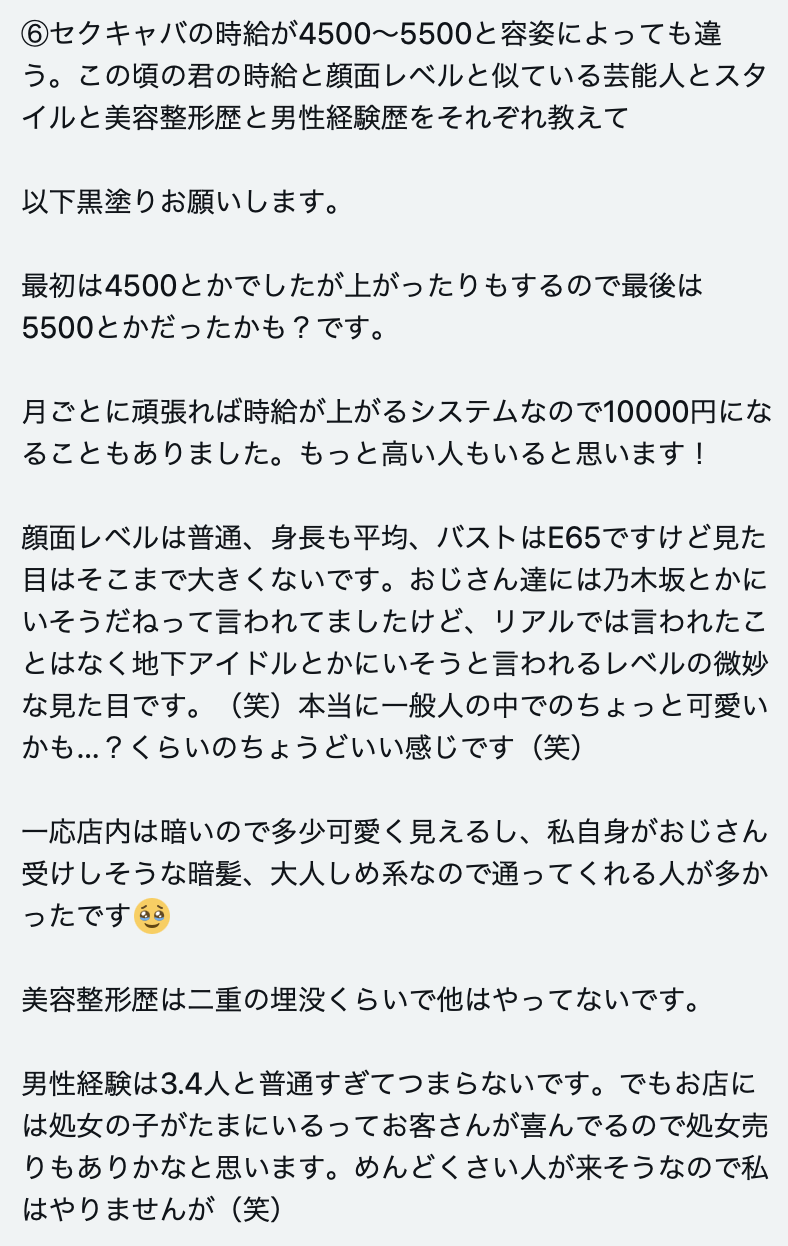 ⑥セクキャバの時給が4500〜5500と容姿によっても違
う。この頃の君の時給と顔面レベルと似ている芸能人とスタ
イルと美容整形歴と男性経験歴をそれぞれ教えて
以下黒塗りお願いします。
最初は4500とかでしたが上がったりもするので最後は
5500とかだったかも？です。
月ごとに頑張れば時給が上がるシステムなので10000円にな
ることもありました。もっと高い人もいると思います！
顔面レベルは普通、身長も平均、バストはE65ですけど見た
目はそこまで大きくないです。おじさん達には乃木坂とかに
いそうだねって言われてましたけど、リアルでは言われたこ
とはなく地下アイドルとかにいそうと言われるレベルの微妙
な見た目です。（笑）本当に一般人の中でのちょっと可愛い
かも…？くらいのちょうどいい感じです（笑）
一応店内は暗いので多少可愛く見えるし、私自身がおじさん
受けしそうな暗髪、大人しめ系なので通ってくれる人が多か
ったです🥹
美容整形歴は二重の埋没くらいで他はやってないです。
男性経験は3.4人と普通すぎてつまらないです。でもお店に
は処女の子がたまにいるってお客さんが喜んでるので処女売
りもありかなと思います。めんどくさい人が来そうなので私
はやりませんが（笑）